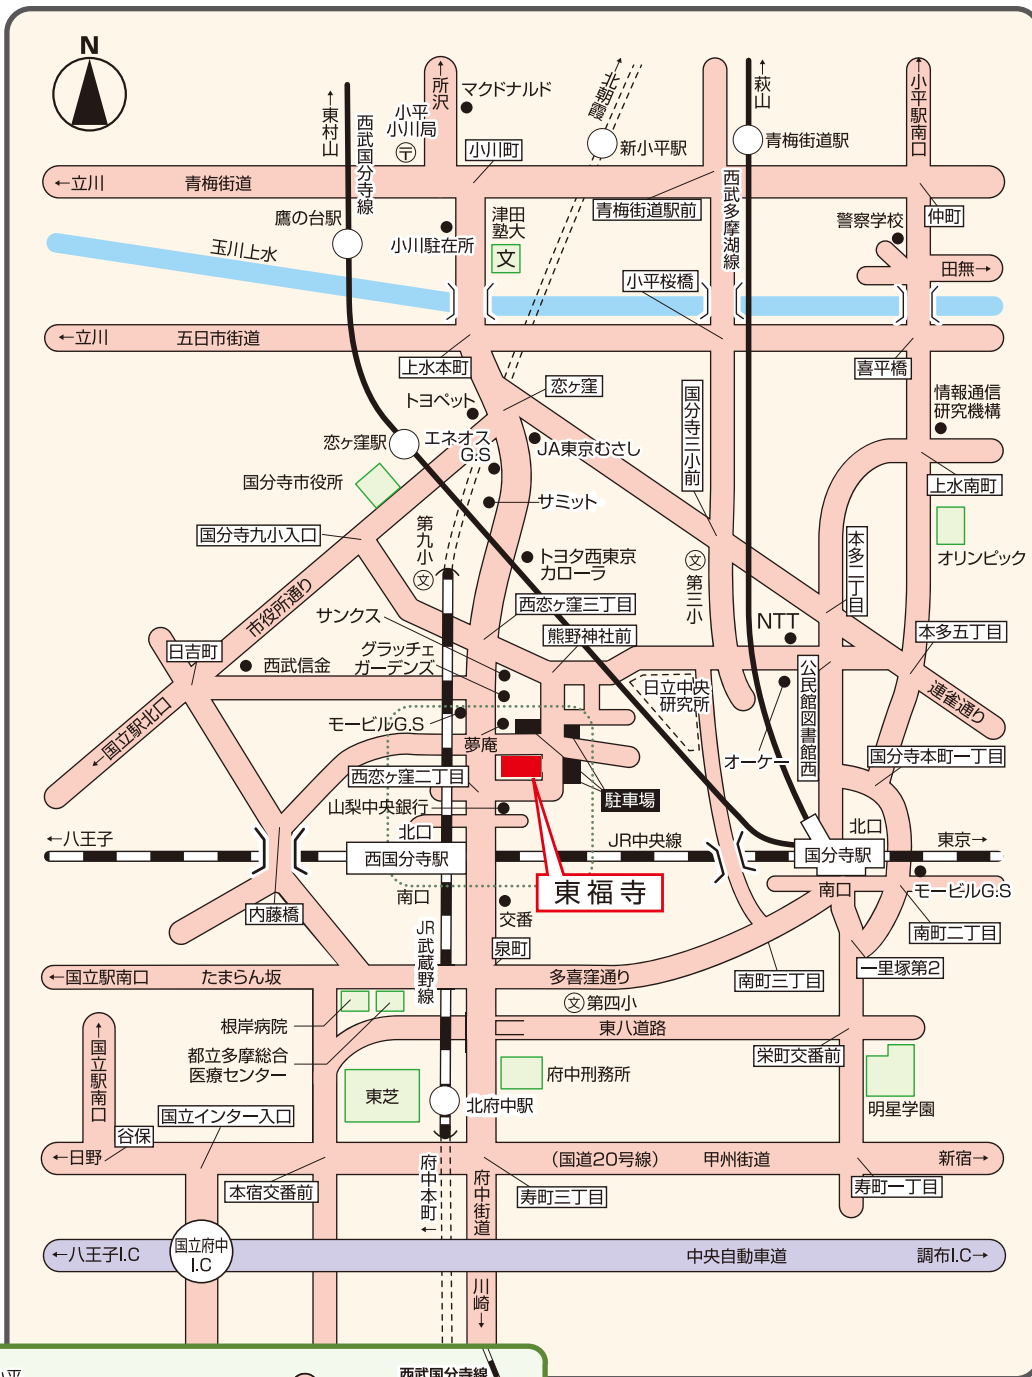 N
←東村山
西武国分寺線
小平
小川局
〒
←所沢
マクドナルド
北朝霞→
新小平駅
小川町
←萩山
青梅街道駅
←小平駅南口
←立川
青梅街道
青梅街道駅前
西武多摩湖線
仲町
鷹の台駅
小川駐在所
津田
塾大
文
警察学校
玉川上水
小平桜橋
田無→
←立川
五日市街道
上水本町
喜平橋
トヨペット
恋ヶ窪
国分寺三小前
情報通信
研究機構
恋ヶ窪駅
エネオス
G.S
JA東京むさし
国分寺市役所
サミット
上水南町
国分寺九小入口
第九小
文
トヨタ西東京
カローラ
文
第三小
本多二丁目
オリンピック
市役所通り
サンクス
西恋ヶ窪三丁目
熊野神社前
NTT
本多五丁目
日吉町
西武信金
グラッチェ
ガーデンズ
日立中央
研究所
公民館図書館西
連雀通り
←国立駅北口
モービルG.S
夢庵
オーケー
国分寺本町一丁目
西恋ヶ窪二丁目
駐車場
山梨中央銀行
←八王子
北口
西国分寺駅
JR中央線
国分寺駅
北口
東京→
南口
東福寺
南口
モービルG.S
内藤橋
交番
南町二丁目
JR武蔵野線
泉町
←国立駅南口
たまらん坂
多喜窪通り
南町三丁目
一里塚第2
文
第四小
根岸病院
東八道路
←国立駅南口
都立多摩総合
医療センター
栄町交番前
東芝
府中刑務所
北府中駅
明星学園
国立インター入口
谷保
←日野
(国道20号線)
甲州街道
新宿→
本宿交番前
府中本町←
府中街道
寿町三丁目
寿町一丁目
←八王子I.C
国立府中
I.C
中央自動車道
調布I.C→
川崎→
西武国分寺線